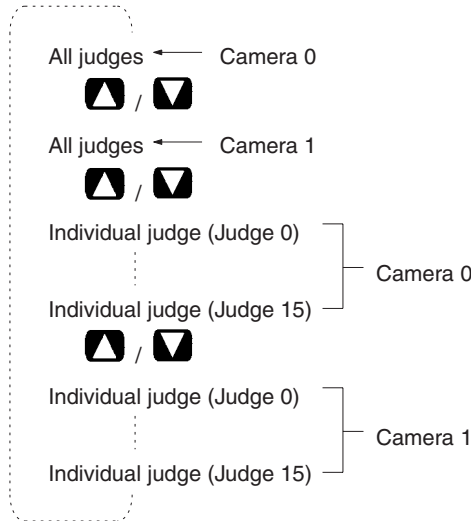 All judges Camera 0
/
All judges Camera 1
/
Individual judge (Judge 0)
Camera 0
Individual judge (Judge 15)
/
Individual judge (Judge 0)
Camera 1
Individual judge (Judge 15)